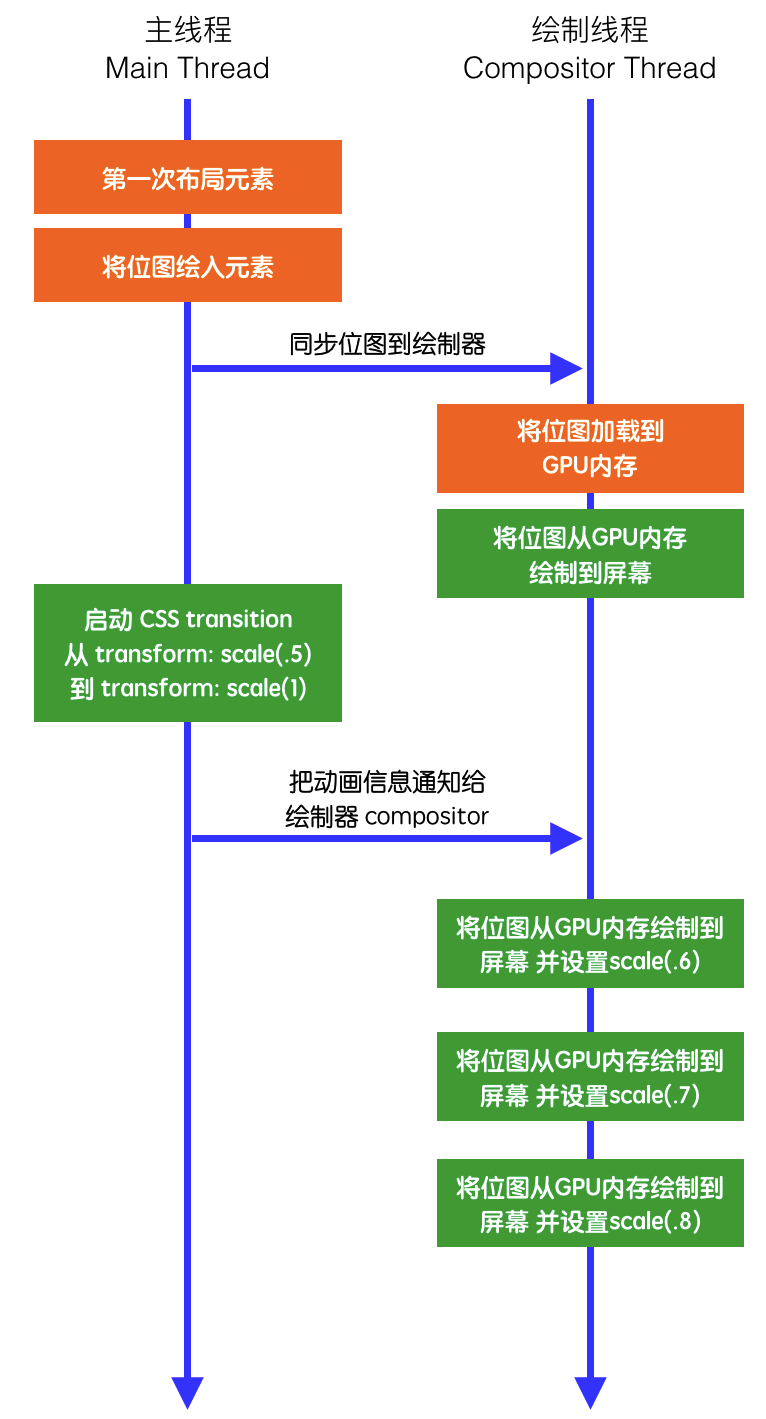 主线程
Main Thread
绘制线程
Compositor Thread
第一次布局元素
将位图绘入元素
同步位图到绘制器
将位图加载到
GPU内存
将位图从GPU内存
绘制到屏幕
启动 CSS transition
从 transform: scale(.5)
到 transform: scale(1)
把动画信息通知给
绘制器 compositor
将位图从GPU内存绘制到
屏幕 并设置scale(.6)
将位图从GPU内存绘制到
屏幕 并设置scale(.7)
将位图从GPU内存绘制到
屏幕 并设置scale(.8)